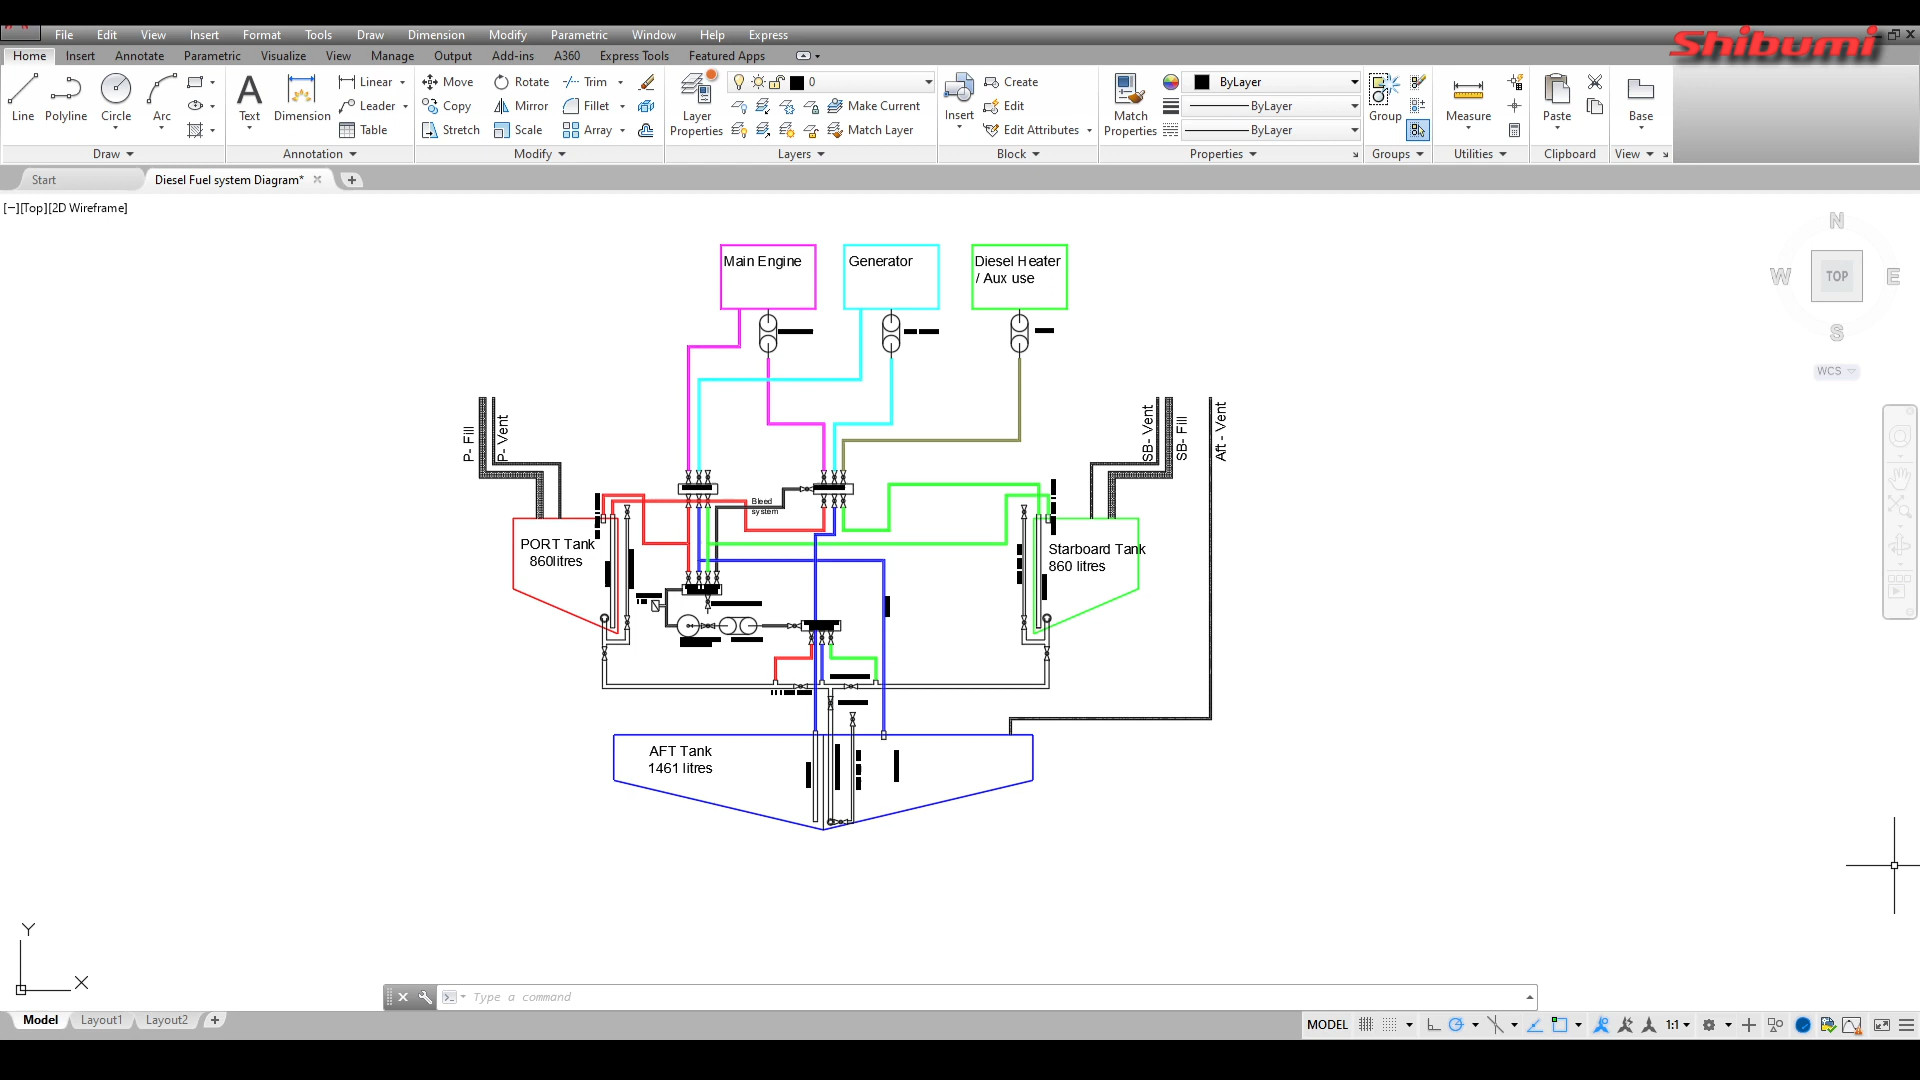 Shibumi
File Edit View Insert Format Tools Draw Dimension Modify Parametric Window Help Express
Home Insert Annotate Parametric Visualize View Manage Output Add-ins A360 Express Tools Featured Apps
Line Polyline Circle Arc
Draw
Text Dimension
Linear
Leader
Table
Annotation
Move Rotate Trim
Copy Mirror Fillet
Stretch Scale Array
Modify
Layer
Properties
0
Make Current
Match Layer
Layers
Insert
Create
Edit
Edit Attributes
Block
Match
Properties
ByLayer
ByLayer
ByLayer
Properties
Group
Groups
Measure
Utilities
Paste
Clipboard
Base
View
Start
Diesel Fuel system Diagram*
[−][Top][2D Wireframe]
N
W TOP E
S
WCS
Main Engine
Generator
Diesel Heater
/ Aux use
P- Fill
P- Vent
SB- Vent
SB- Fill
Aft - Vent
Bleed
system
PORT Tank
860litres
Starboard Tank
860 litres
AFT Tank
1461 litres
Y
X
Type a command
Model Layout1 Layout2
MODEL
1:1